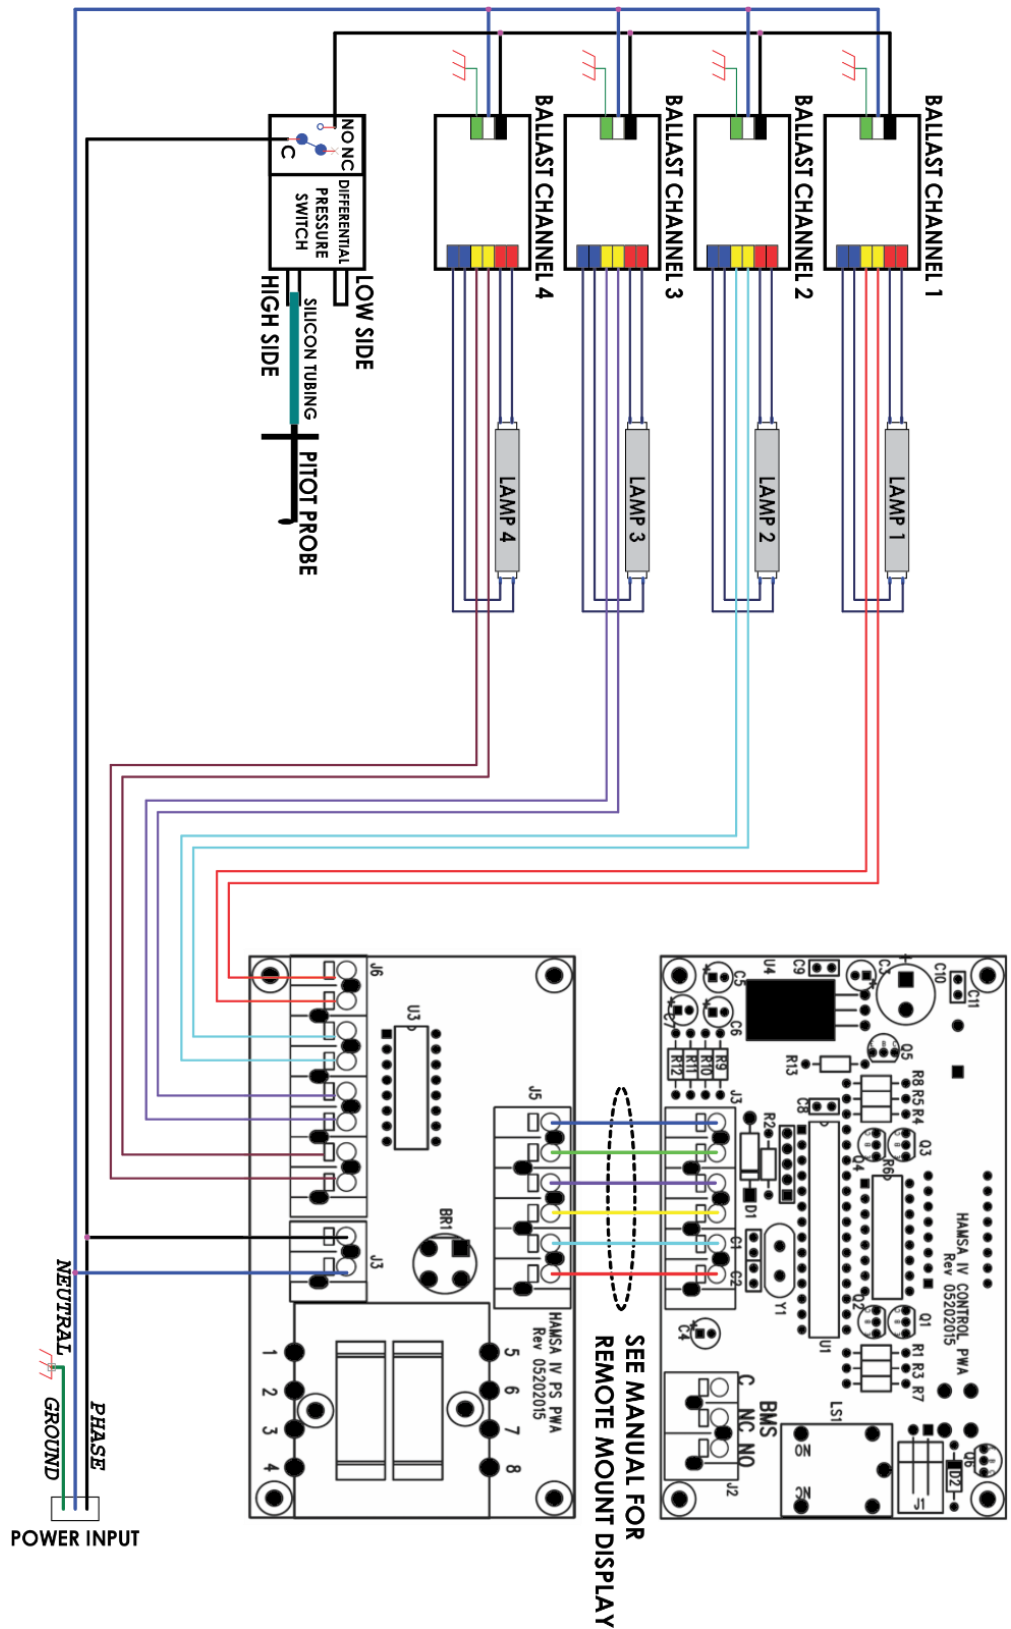 BALLAST CHANNEL 4
BALLAST CHANNEL 3
BALLAST CHANNEL 2
BALLAST CHANNEL 1
NO NC
C
DIFFERENTIAL
PRESSURE
SWITCH
LOW SIDE
HIGH SIDE
SILICON TUBING
PITOT PROBE
LAMP 4
LAMP 3
LAMP 2
LAMP 1
J6
U3
J5
J3
BR1
HAMSA IV PS PWA
Rev 05202015
1
2
3
4
5
6
7
8
C5
C6
C7
U4
C9
C3
+
C10
C11
Q5
R13
R12
R11
R10
R9
R8
R5
R4
J3
R2
C8
Q4
R6
Q3
D1
C1
C2
Y1
U1
Q2
Q1
C4
R1
R3
R7
HAMSA IV CONTROL PWA
Rev 05202015
C
NC
NO
BMS
J2
LS1
NO
NC
J1
D2
Q6
SEE MANUAL FOR
REMOTE MOUNT DISPLAY
NEUTRAL
GROUND
PHASE
POWER INPUT